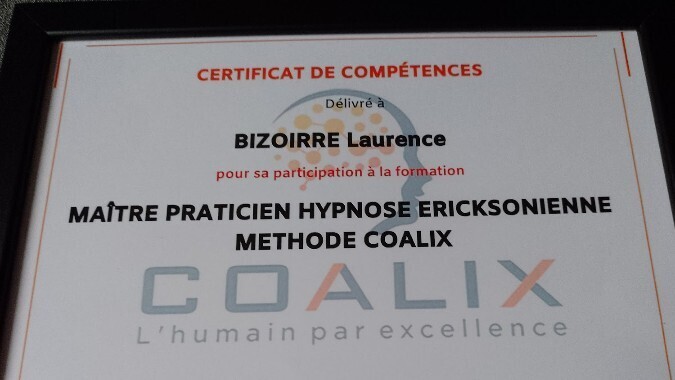 CERTIFICAT DE COMPÉTENCES
Délivré à
BIZOIRRE Laurence
pour sa participation à la formation
MAÎTRE PRATICIEN HYPNOSE ERICKSONIENNE
METHODE COALIX
COALIX
L'humain par excellence